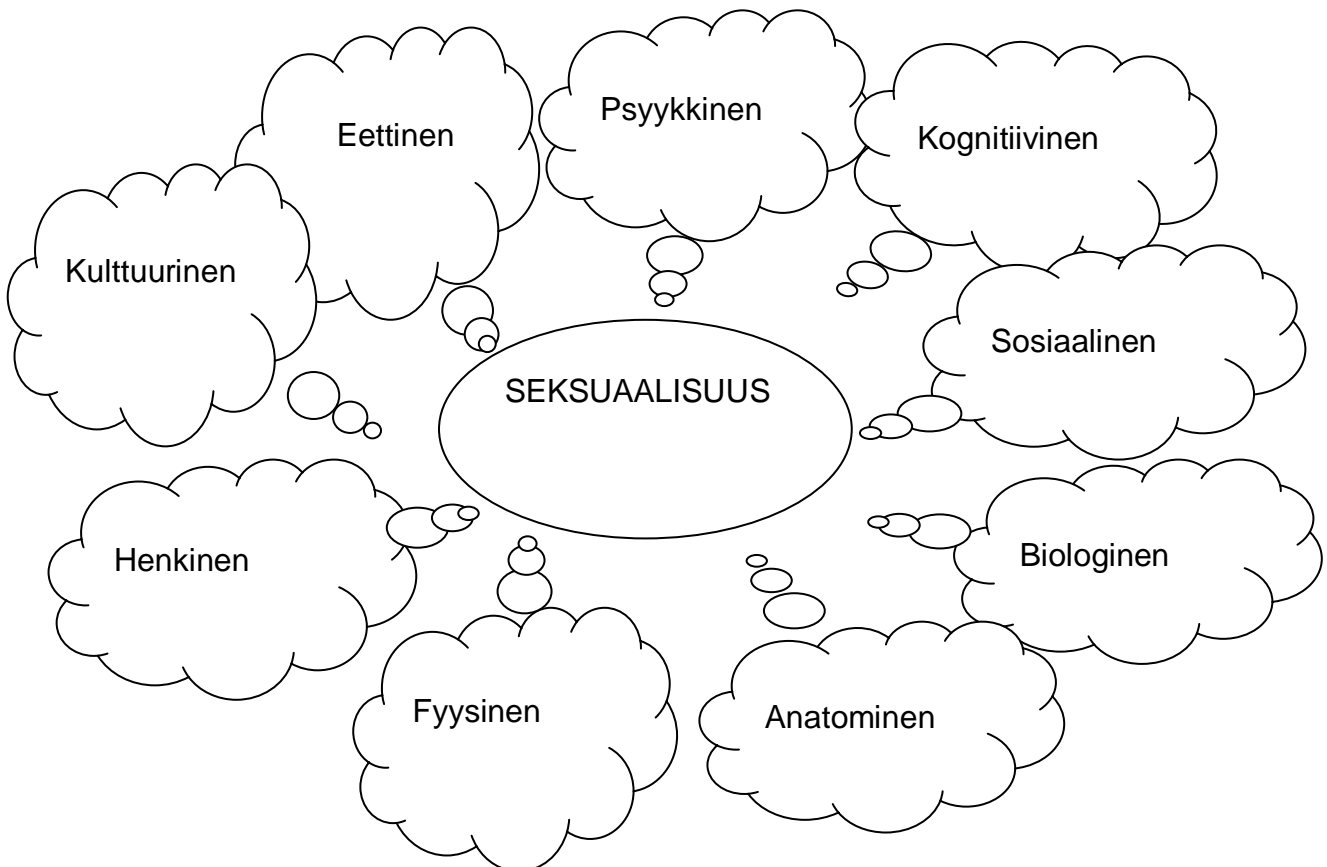 Psyykkinen
Eettinen
Kognitiivinen
Kulttuurinen
Sosiaalinen
SEKSUAALISUUS
Henkinen
Biologinen
Fyysinen
Anatominen